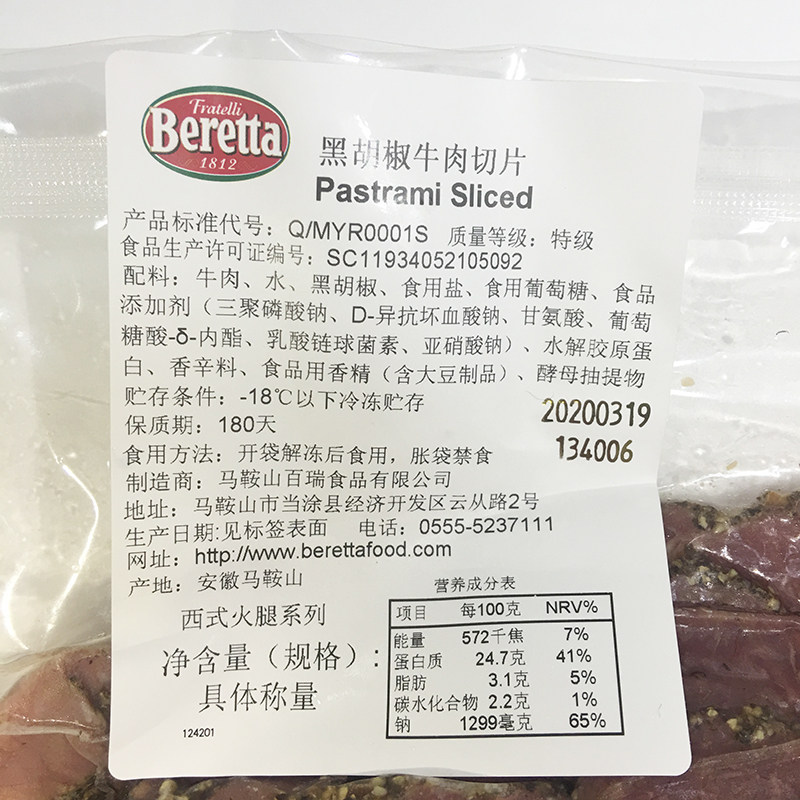 Fratelli
Beretta
1812
黑胡椒牛肉切片
Pastrami Sliced
产品标准代号：Q/MYR0001S 质量等级：特级
食品生产许可证编号：SC11934052105092
配料：牛肉、水、黑胡椒、食用盐、食用葡萄糖、食品
添加剂（三聚磷酸钠、D-异抗坏血酸钠、甘氨酸、葡萄
糖酸-δ-内酯、乳酸链球菌素、亚硝酸钠）、水解胶原蛋
白、香辛料、食品用香精（含大豆制品）、酵母抽提物
贮存条件：-18℃以下冷冻贮存
保质期：180天
20200319
134006
食用方法：开袋解冻后食用，胀袋禁食
制造商：马鞍山百瑞食品有限公司
地址：马鞍山市当涂县经济开发区云从路2号
生产日期:见标签表面 电话：0555-5237111
网址：http://www.berettafood.com
产地：安徽马鞍山
西式火腿系列
净含量（规格）:
具体称量
124201
营养成分表
项目 每100克 NRV%
能量 572千焦 7%
蛋白质 24.7克 41%
脂肪 3.1克 5%
碳水化合物 2.2克 1%
钠 1299毫克 65%